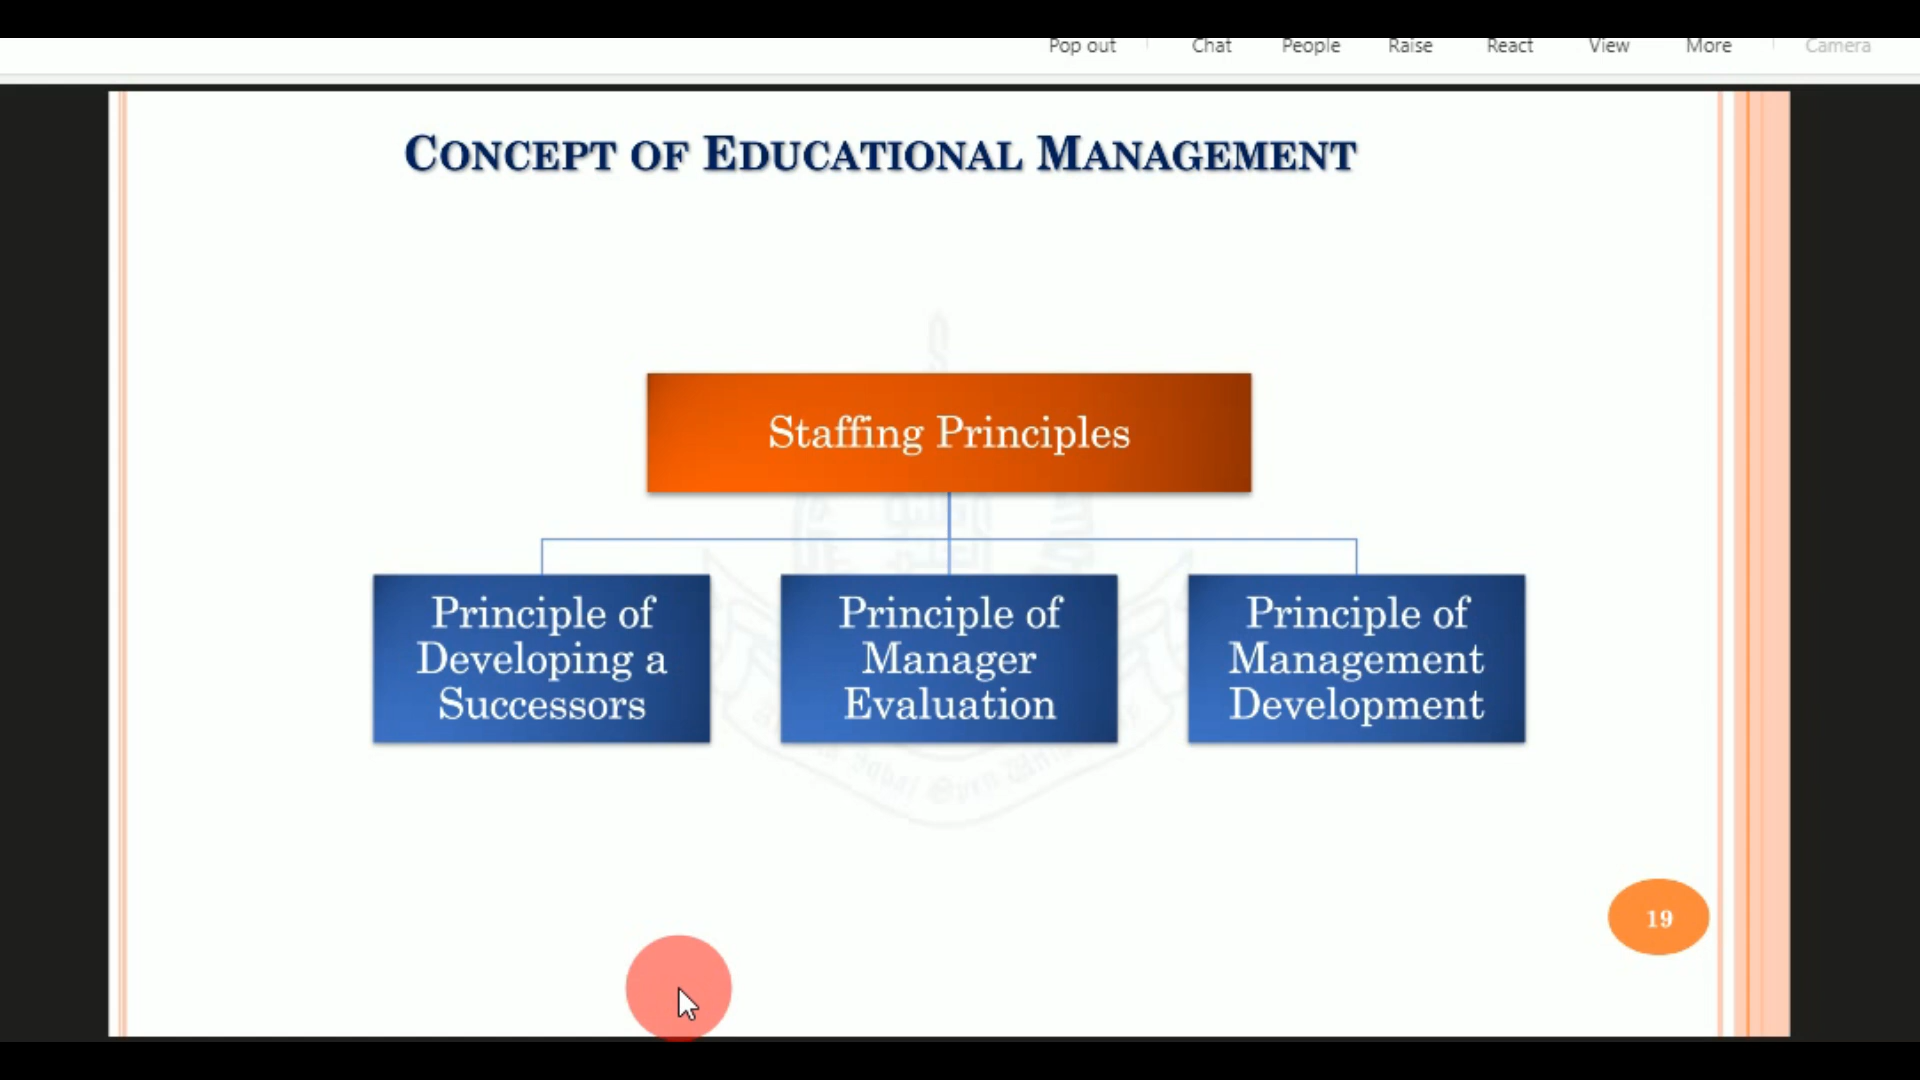 Pop out Chat People Raise React View More Camera
CONCEPT OF EDUCATIONAL MANAGEMENT
Staffing Principles
Principle of
Developing a
Successors
Principle of
Manager
Evaluation
Principle of
Management
Development
19